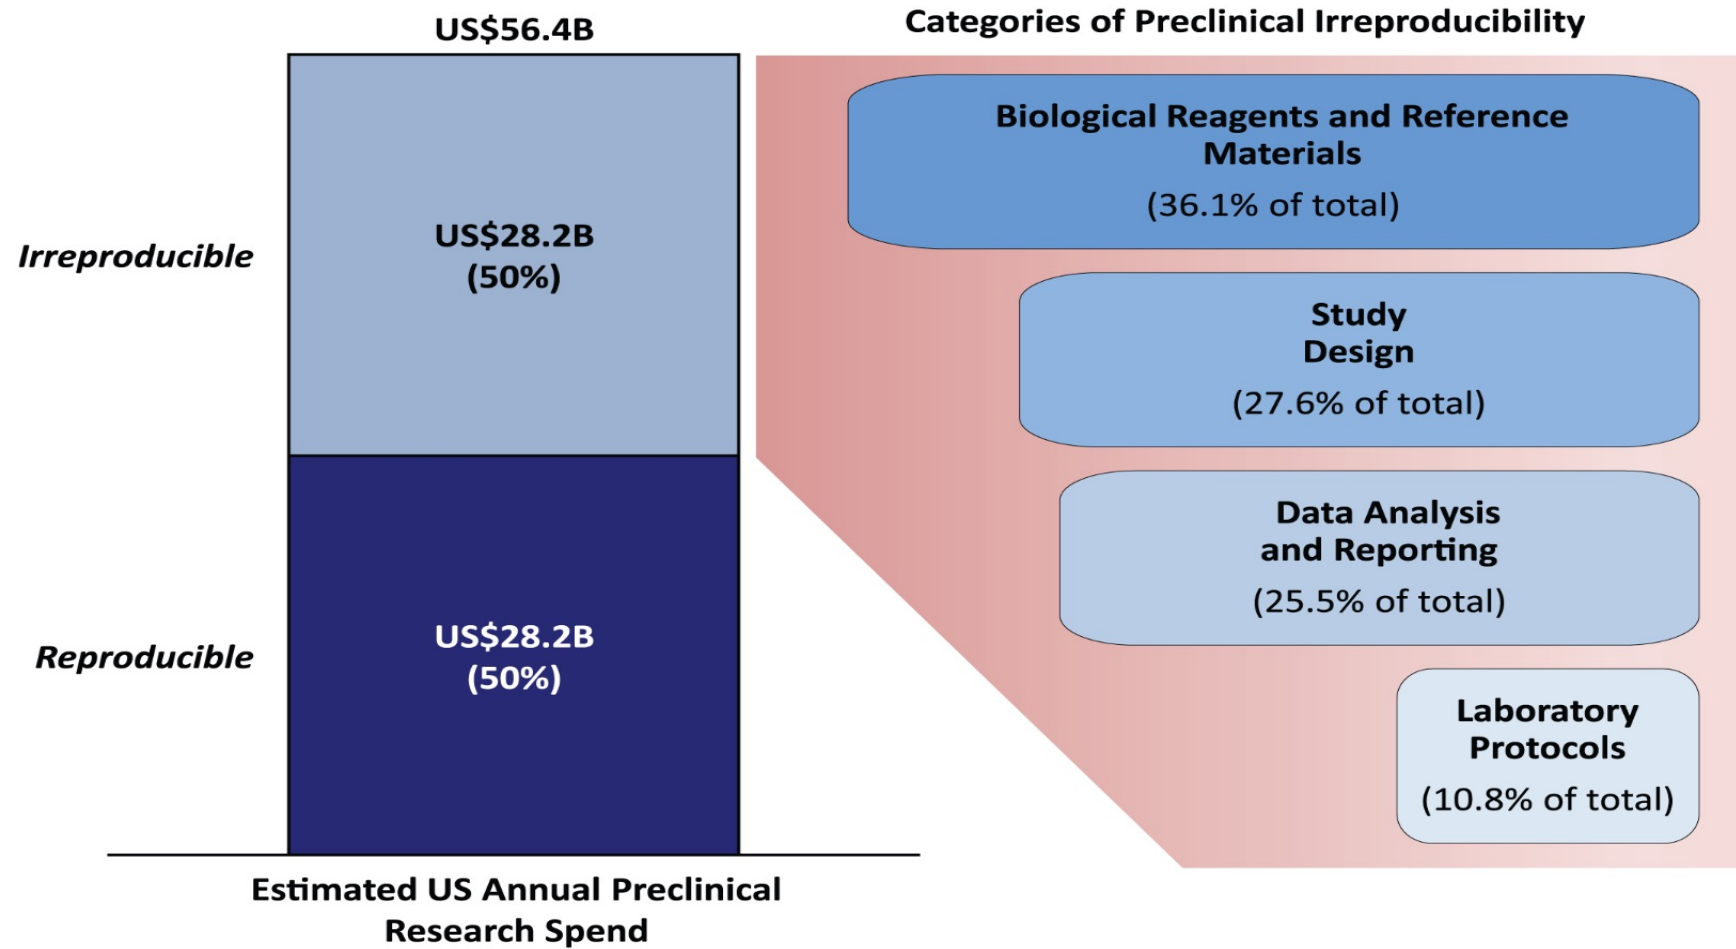 US$56.4B
Irreproducible
US$28.2B
(50%)
Reproducible
US$28.2B
(50%)
Estimated US Annual Preclinical
Research Spend
Categories of Preclinical Irreproducibility
Biological Reagents and Reference
Materials
(36.1% of total)
Study
Design
(27.6% of total)
Data Analysis
and Reporting
(25.5% of total)
Laboratory
Protocols
(10.8% of total)